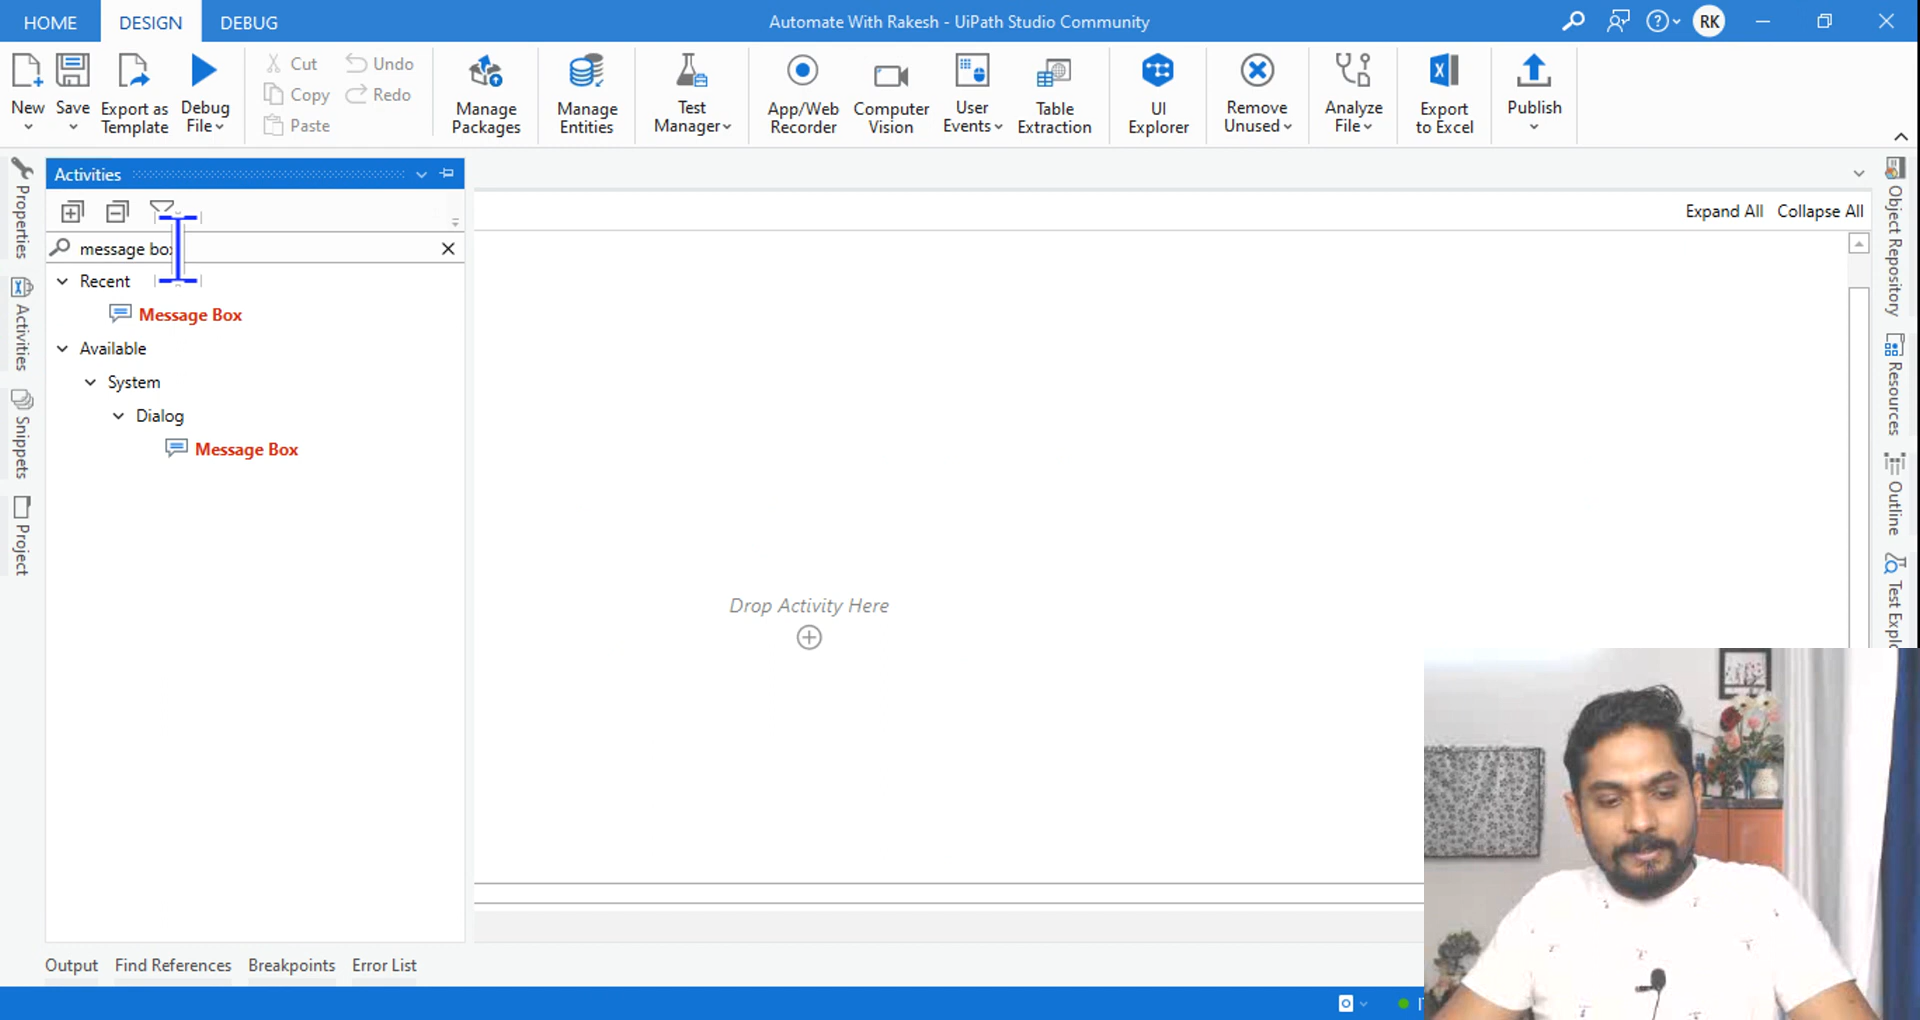 HOME
DESIGN
DEBUG
Automate With Rakesh - UiPath Studio Community
RK
New
Save
Export as
Template
Debug
File
Cut
Copy
Paste
Undo
Redo
Manage
Packages
Manage
Entities
Test
Manager
App/Web
Recorder
Computer
Vision
User
Events
Table
Extraction
UI
Explorer
Remove
Unused
Analyze
File
Export
to Excel
Publish
Properties
Activities
Snippets
Project
Activities
message box
Recent
Message Box
Available
System
Dialog
Message Box
Expand All
Collapse All
Drop Activity Here
Object Repository
Resources
Outline
Test Explo
Output
Find References
Breakpoints
Error List